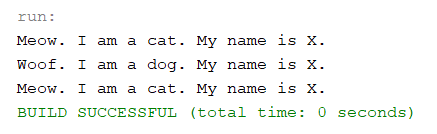 run:
Meow. I am a cat. My name is X.
Woof. I am a dog. My name is X.
Meow. I am a cat. My name is X.
BUILD SUCCESSFUL (total time: 0 seconds)